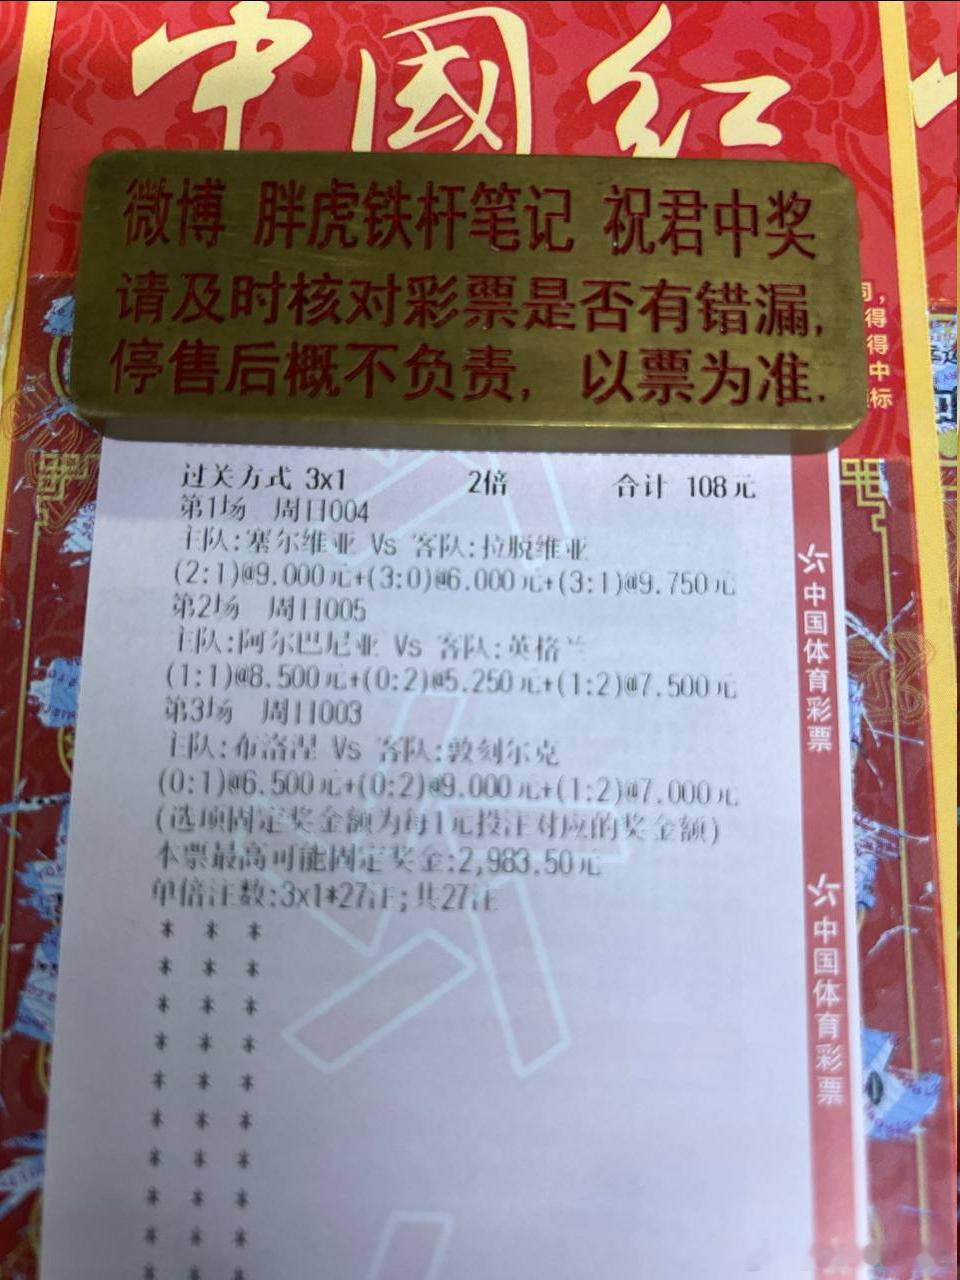 中国红
微博 胖虎铁杆笔记 祝君中奖
请及时核对彩票是否有错漏,
停售后概不负责, 以票为准.
过关方式 3x1 2倍 合计 108元
第1场 周日004
主队:塞尔维亚 Vs 客队:拉脱维亚
(2:1)@9.000元+(3:0)@6.000元+(3:1)@9.750元
第2场 周日005
主队:阿尔巴尼亚 Vs 客队:英格兰
(1:1)@8.500元+(0:2)@5.250元+(1:2)@7.500元
第3场 周日003
主队:布洛涅 Vs 客队:敦刻尔克
(0:1)@6.500元+(0:2)@9.000元+(1:2)@7.000元
(选项固定奖金额为每1元投注对应的奖金额)
本票最高可能固定奖金:2,983.50元
单倍注数:3x1*27注;共27注
* * *
* * *
* * *
* * *
* * *
* * *
* * *
* * *
* * *
* * *
中国体育彩票
中国体育彩票
得
得
中
标